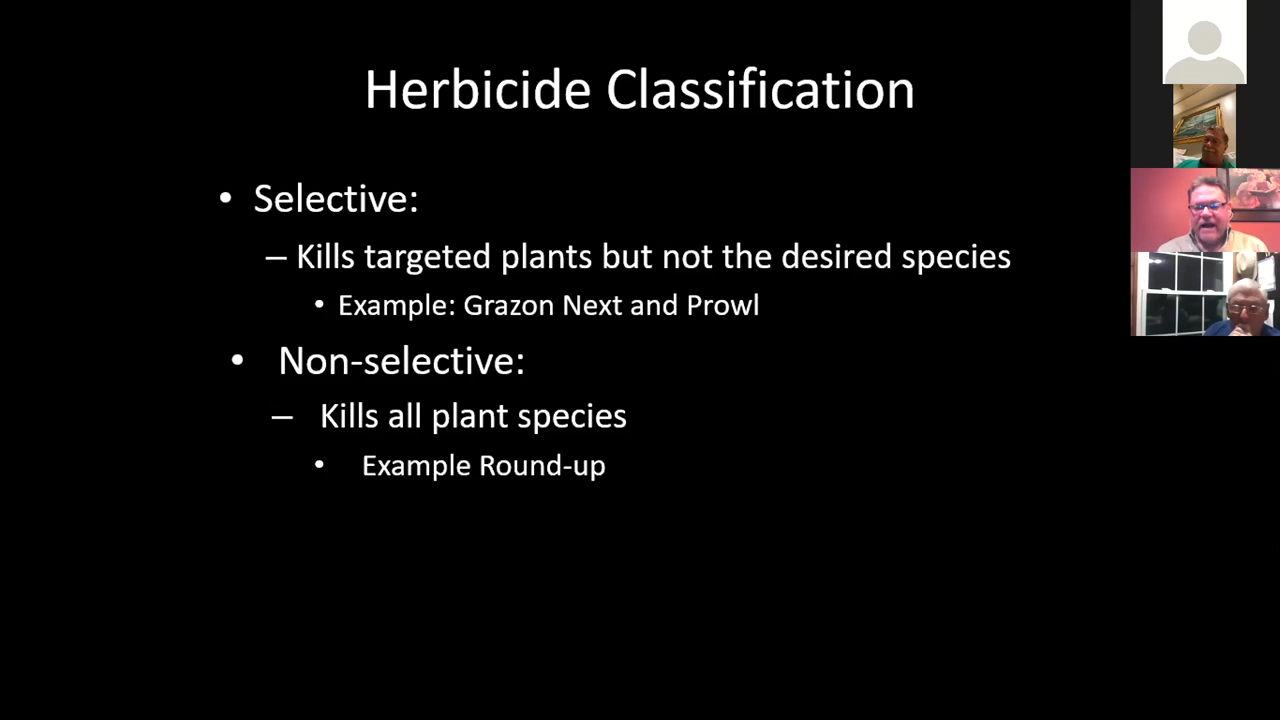 Herbicide Classification
• Selective:
– Kills targeted plants but not the desired species
• Example: Grazon Next and Prowl
• Non-selective:
– Kills all plant species
• Example Round-up